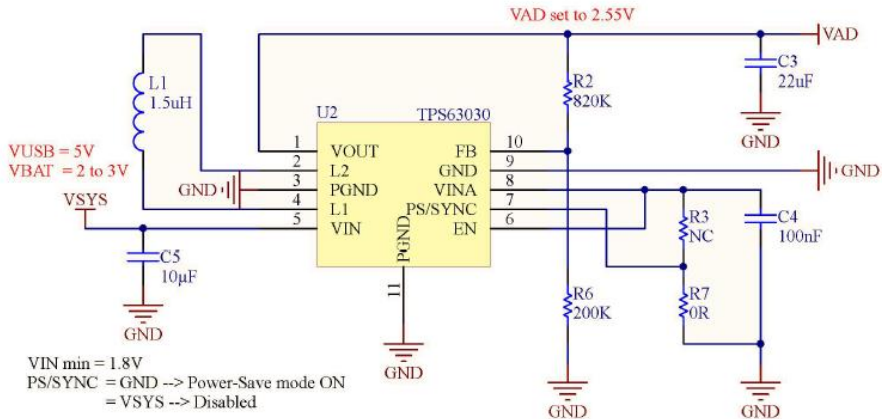 VAD set to 2.55V
VAD
L1
1.5uH
R2
820K
C3
22uF
GND
U2
TPS63030
VUSB = 5V
VBAT = 2 to 3V
VSYS
1
VOUT
FB
10
2
L2
GND
9
GND
GND
3
PGND
VINA
8
4
L1
PS/SYNC
7
5
VIN
EN
6
PGND
11
R3
NC
C4
100nF
C5
10µF
GND
R6
200K
R7
0R
GND
GND
GND
GND
VIN min = 1.8V
PS/SYNC = GND --> Power-Save mode ON
= VSYS --> Disabled